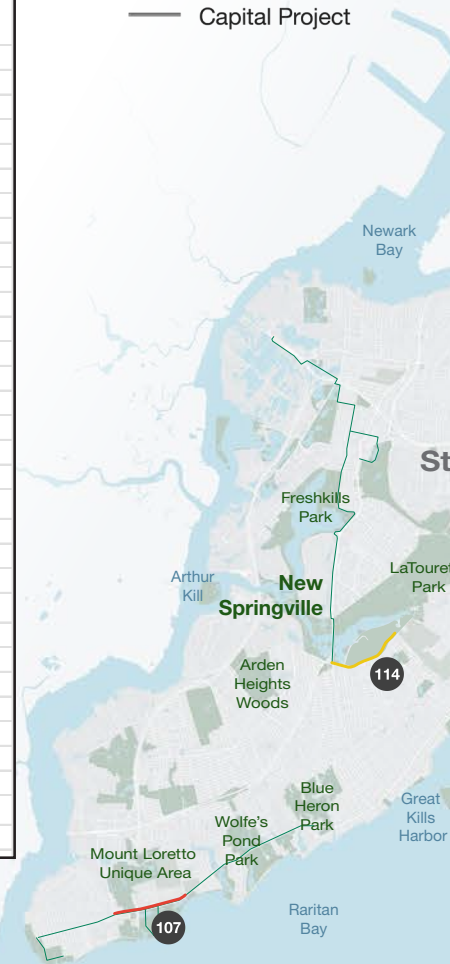 Capital Project
Newark
Bay
St
Freshkills
Park
LaTouret
Park
Arthur
Kill
New
Springville
114
Arden
Heights
Woods
Blue
Heron
Park
Great
Kills
Harbor
Wolfe's
Pond
Park
Mount Loretto
Unique Area
107
Raritan
Bay